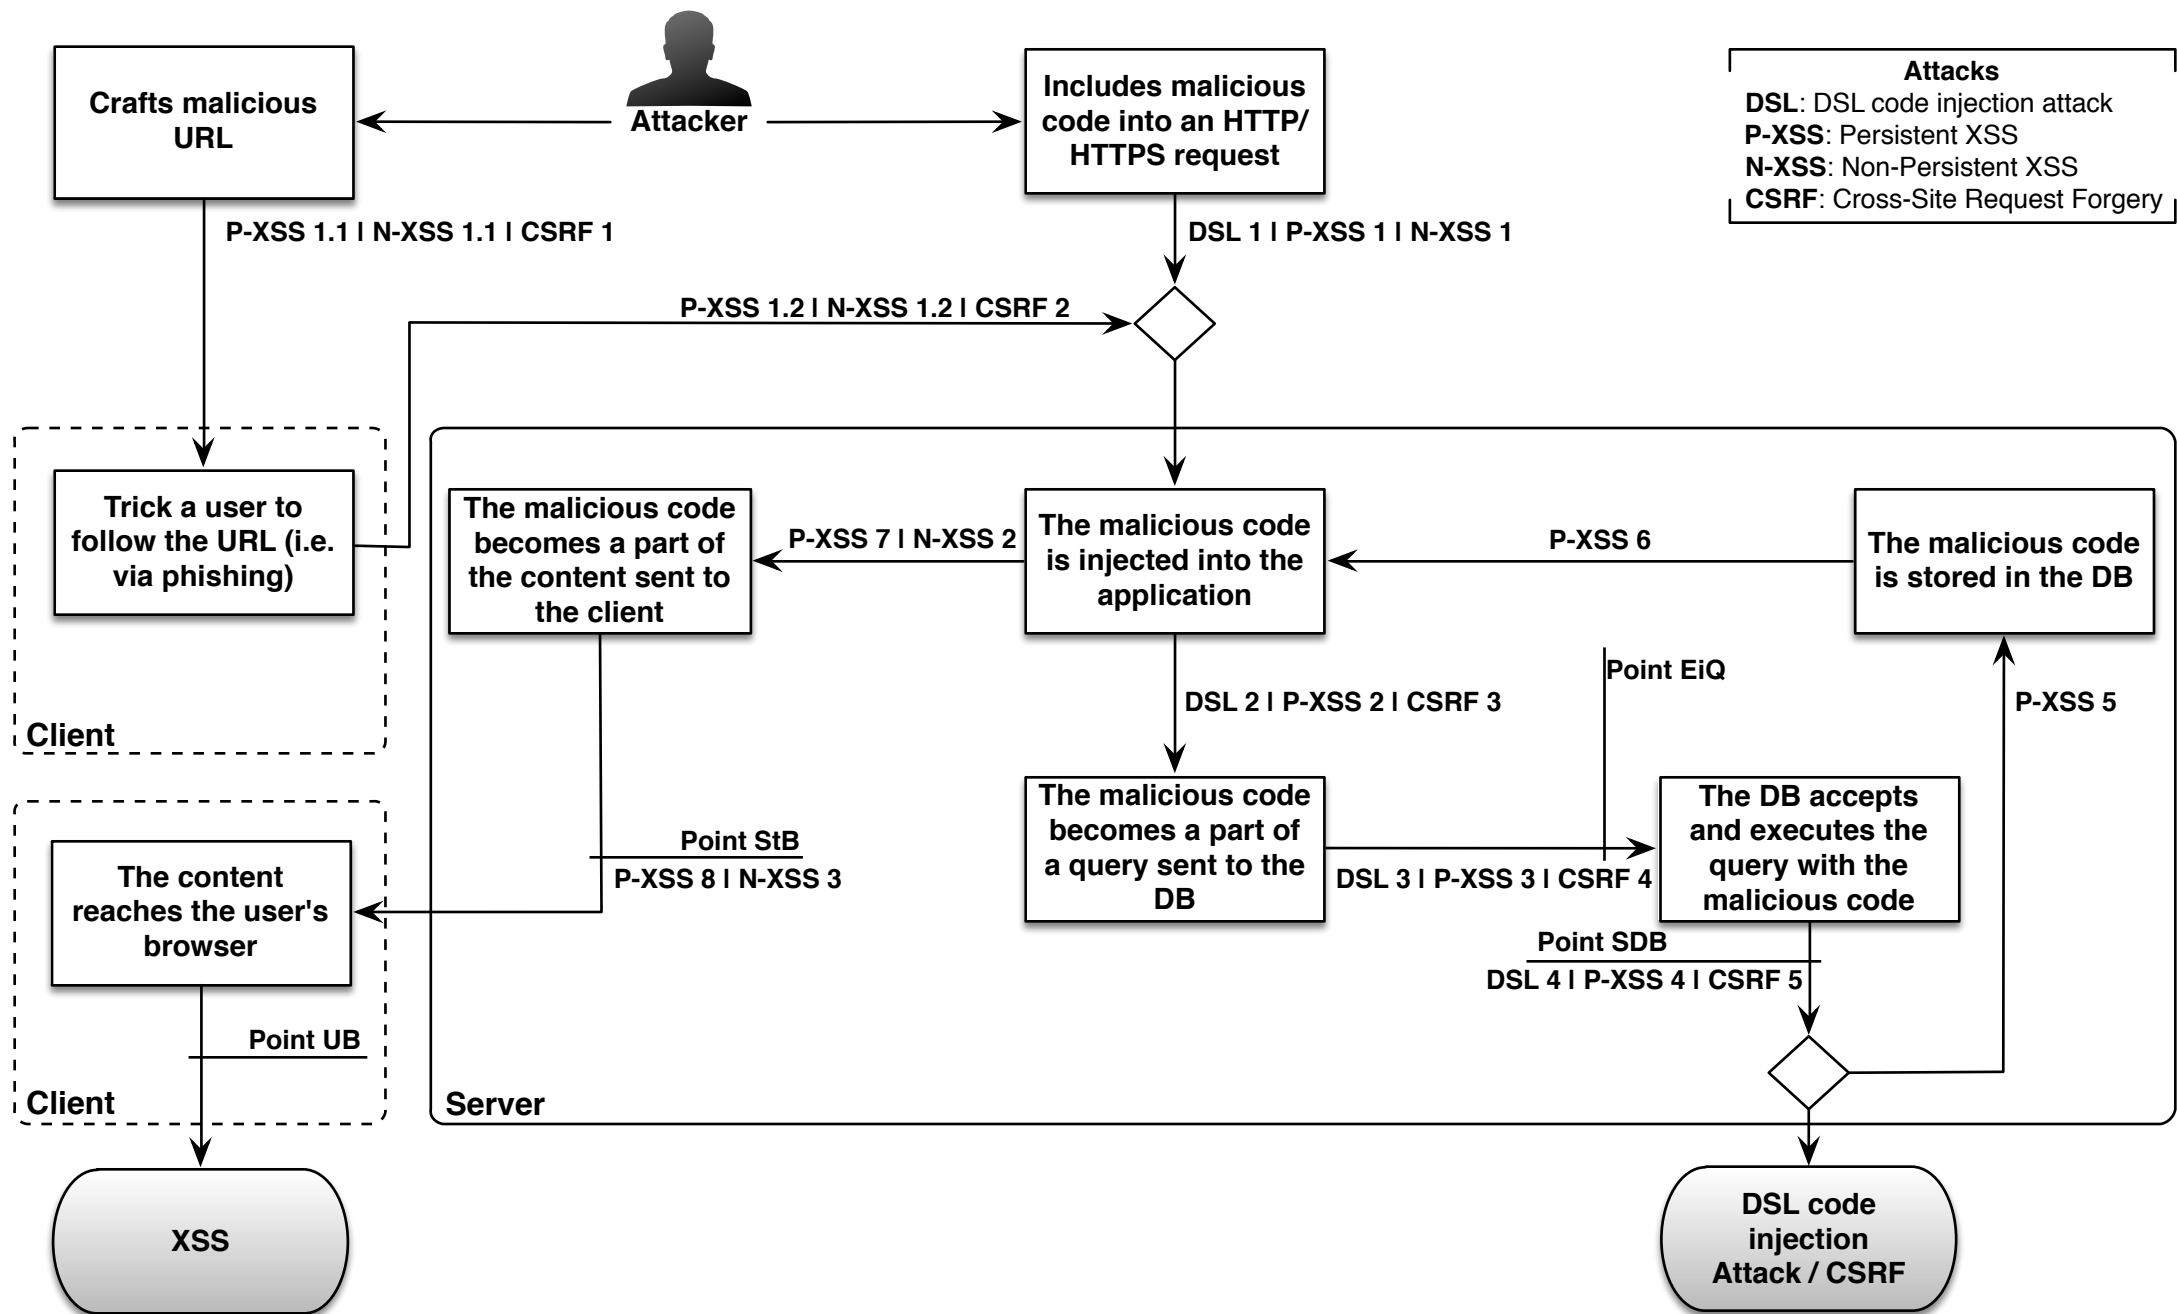 Crafts malicious
URL
Attacker
Includes malicious
code into an HTTP/
HTTPS request
Attacks
DSL: DSL code injection attack
P-XSS: Persistent XSS
N-XSS: Non-Persistent XSS
CSRF: Cross-Site Request Forgery
P-XSS 1.1 | N-XSS 1.1 | CSRF 1
DSL 1 | P-XSS 1 | N-XSS 1
P-XSS 1.2 | N-XSS 1.2 | CSRF 2
Trick a user to
follow the URL (i.e.
via phishing)
Client
The malicious code
becomes a part of
the content sent to
the client
P-XSS 7 | N-XSS 2
The malicious code
is injected into the
application
P-XSS 6
The malicious code
is stored in the DB
Point EiQ
DSL 2 | P-XSS 2 | CSRF 3
P-XSS 5
The malicious code
becomes a part of
a query sent to the
DB
DSL 3 | P-XSS 3 | CSRF 4
The DB accepts
and executes the
query with the
malicious code
Point StB
P-XSS 8 | N-XSS 3
The content
reaches the user's
browser
Point SDB
DSL 4 | P-XSS 4 | CSRF 5
Point UB
Client
Server
XSS
DSL code
injection
Attack / CSRF